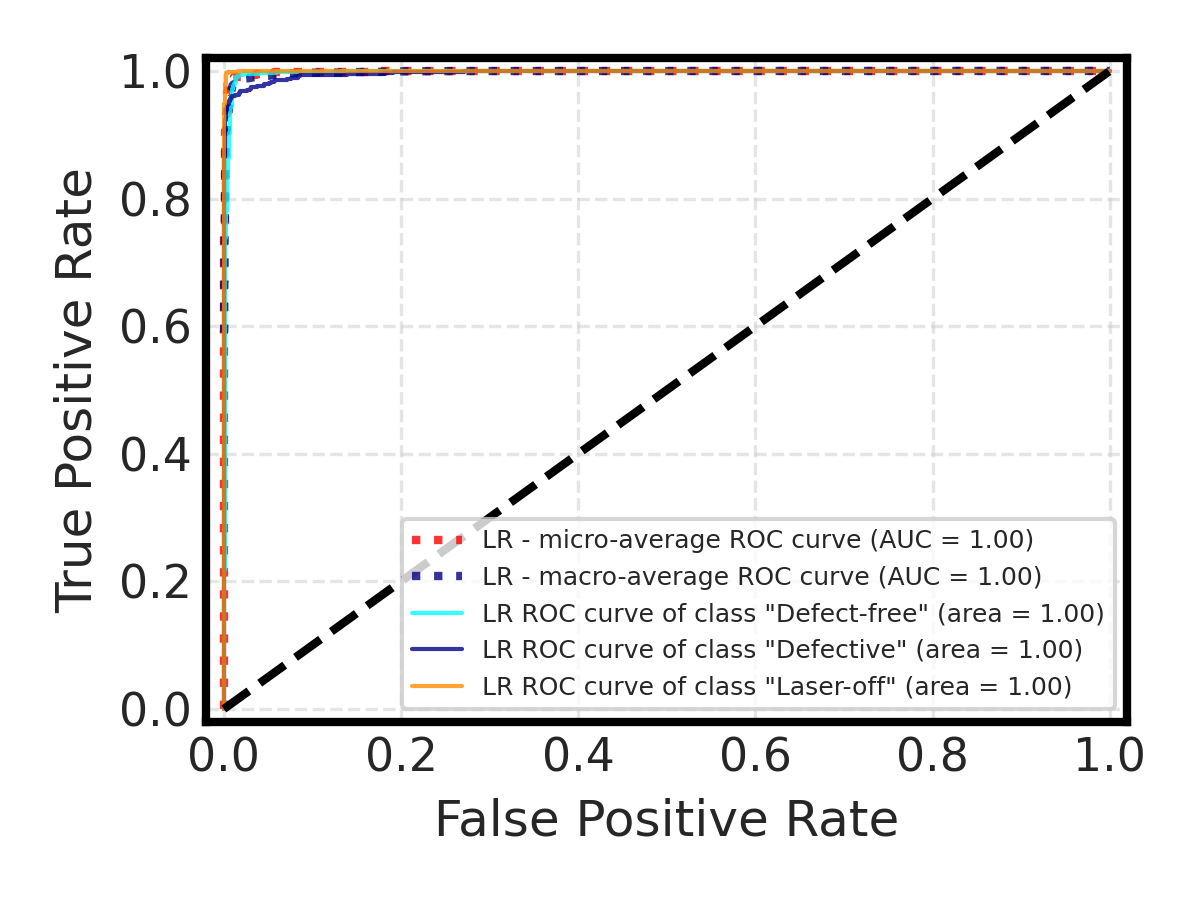 1.0
0.8
0.6
0.4
0.2
0.0
True Positive Rate
LR - micro-average ROC curve (AUC = 1.00)
LR - macro-average ROC curve (AUC = 1.00)
LR ROC curve of class "Defect-free" (area = 1.00)
LR ROC curve of class "Defective" (area = 1.00)
LR ROC curve of class "Laser-off" (area = 1.00)
0.0 0.2 0.4 0.6 0.8 1.0
False Positive Rate